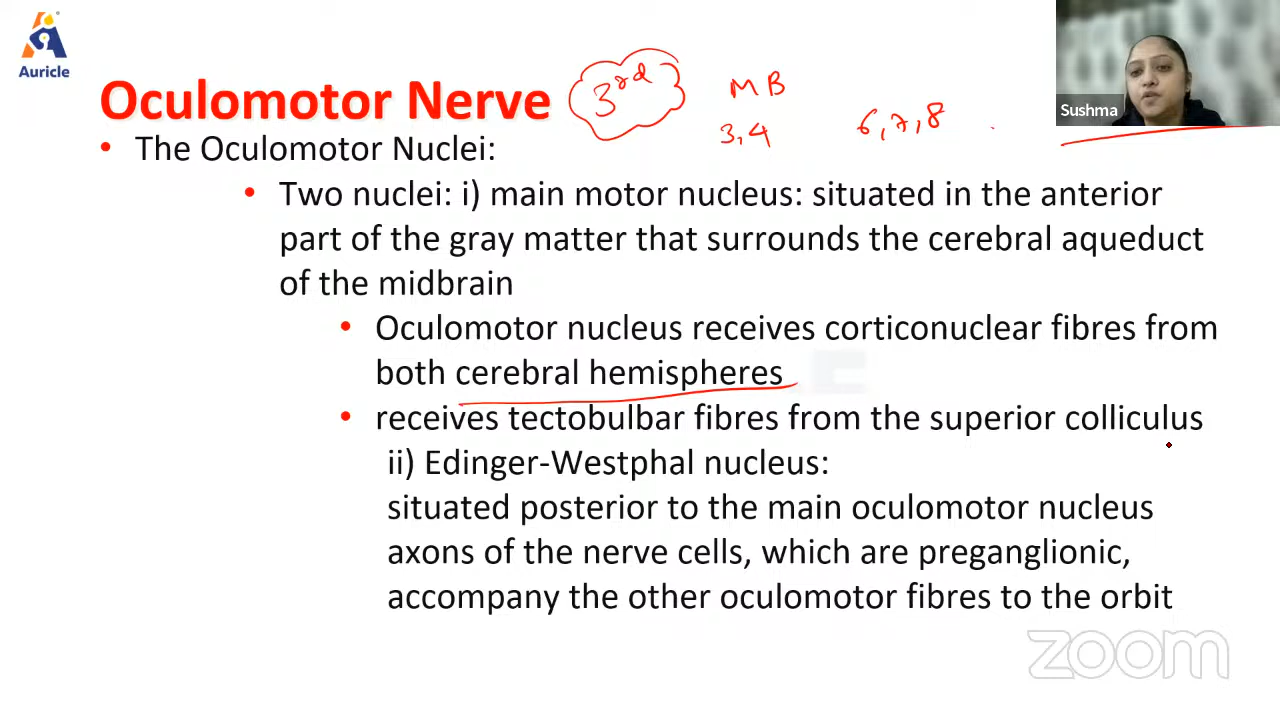 Auricle
Oculomotor Nerve
3rd
MB
3,4
6,7,8
Sushma
• The Oculomotor Nuclei:
• Two nuclei: i) main motor nucleus: situated in the anterior
part of the gray matter that surrounds the cerebral aqueduct
of the midbrain
• Oculomotor nucleus receives corticonuclear fibres from
both cerebral hemispheres
• receives tectobulbar fibres from the superior colliculus
ii) Edinger-Westphal nucleus:
situated posterior to the main oculomotor nucleus
axons of the nerve cells, which are preganglionic,
accompany the other oculomotor fibres to the orbit
zoom